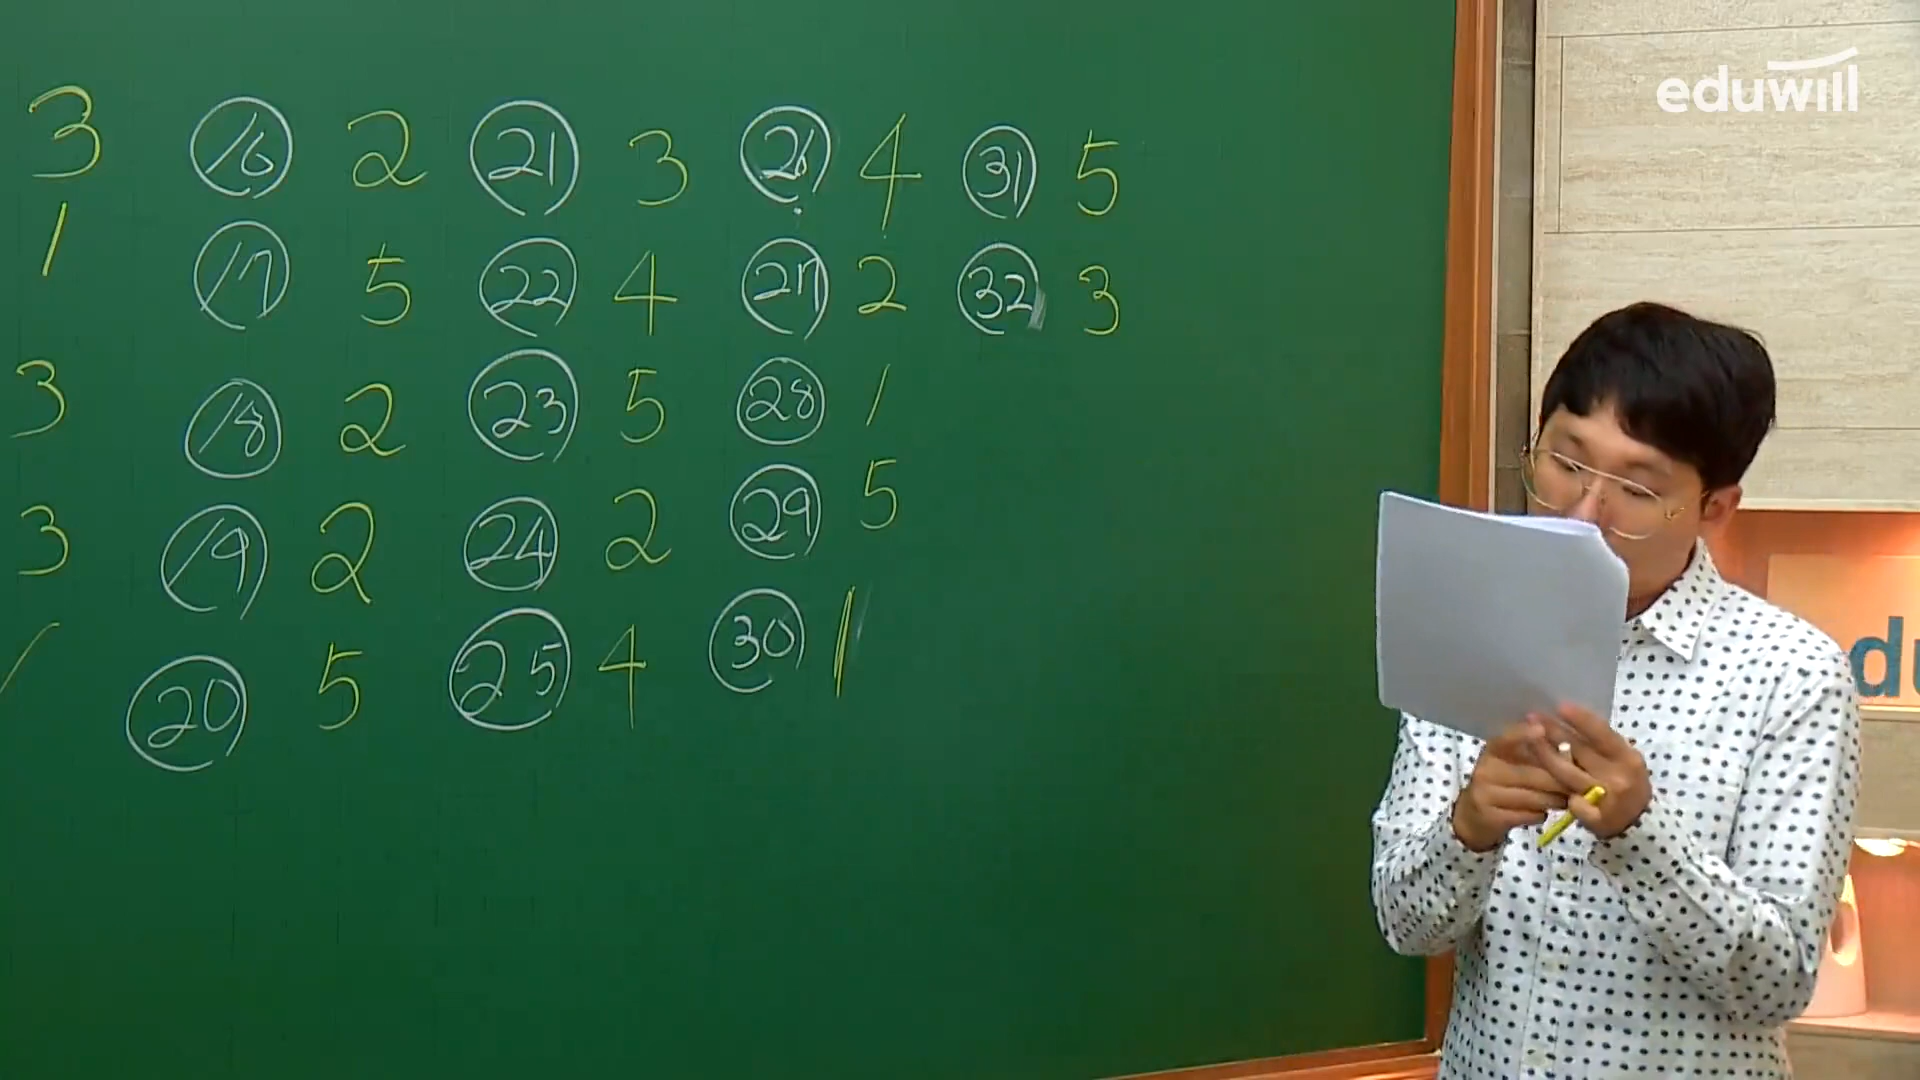 eduwill
3 16 2 21 3 26 4 31 5
1 17 5 22 4 27 2 32 3
3 18 2 23 5 28 1
3 19 2 24 2 29 5
20 5 25 4 30 1